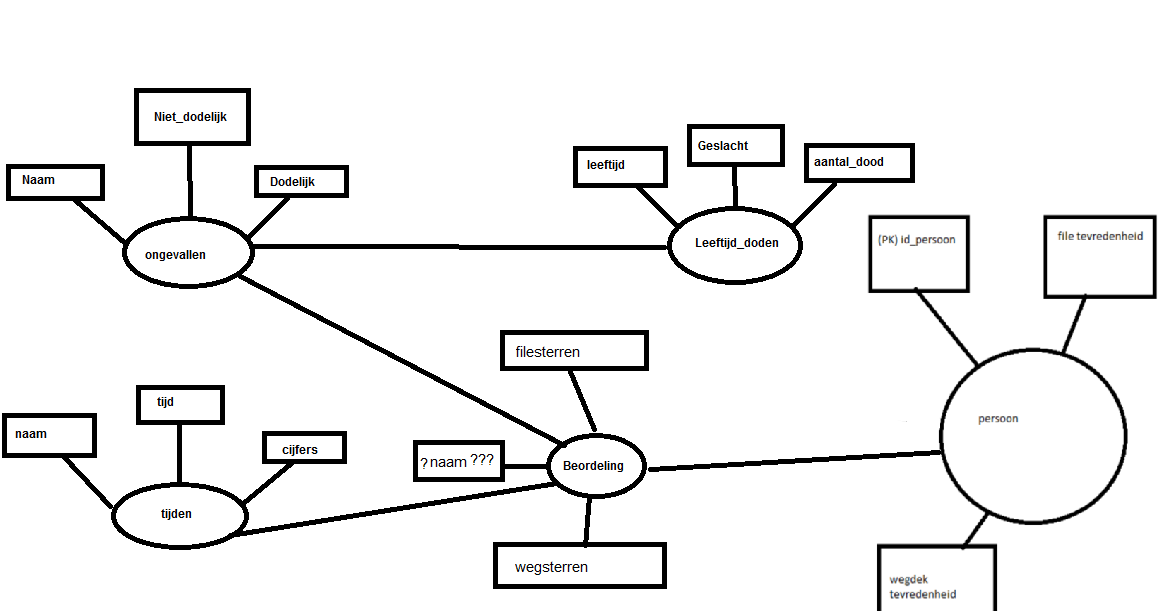 Niet_dodelijk
Naam
Dodelijk
ongevallen
leeftijd
Geslacht
aantal_dood
Leeftijd_doden
(PK) id_persoon
file tevredenheid
persoon
wegdek
tevredenheid
filesterren
? naam ???
Beordeling
wegsterren
naam
tijd
cijfers
tijden